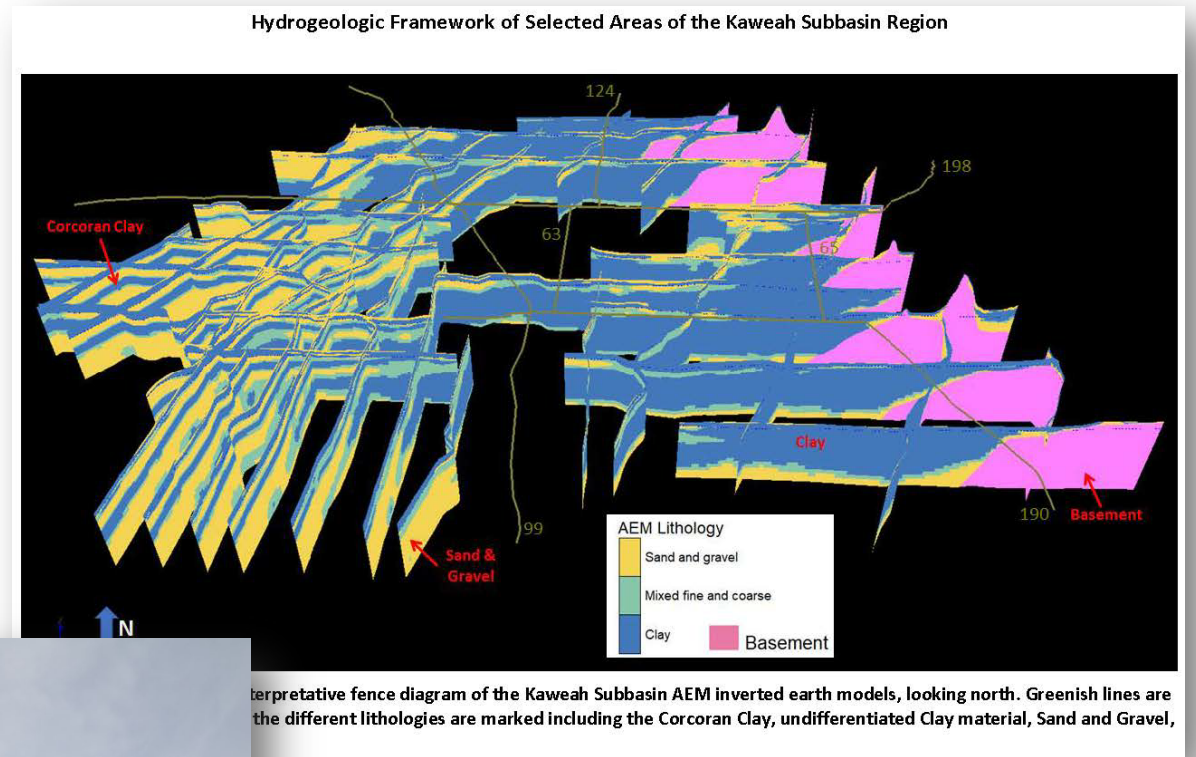 Hydrogeologic Framework of Selected Areas of the Kaweah Subbasin Region
124
198
Corcoran Clay
63
65
Clay
99
190
Basement
Sand &
Gravel
AEM Lithology
Sand and gravel
Mixed fine and coarse
Clay
Basement
N
terpretative fence diagram of the Kaweah Subbasin AEM inverted earth models, looking north. Greenish lines are
the different lithologies are marked including the Corcoran Clay, undifferentiated Clay material, Sand and Gravel,